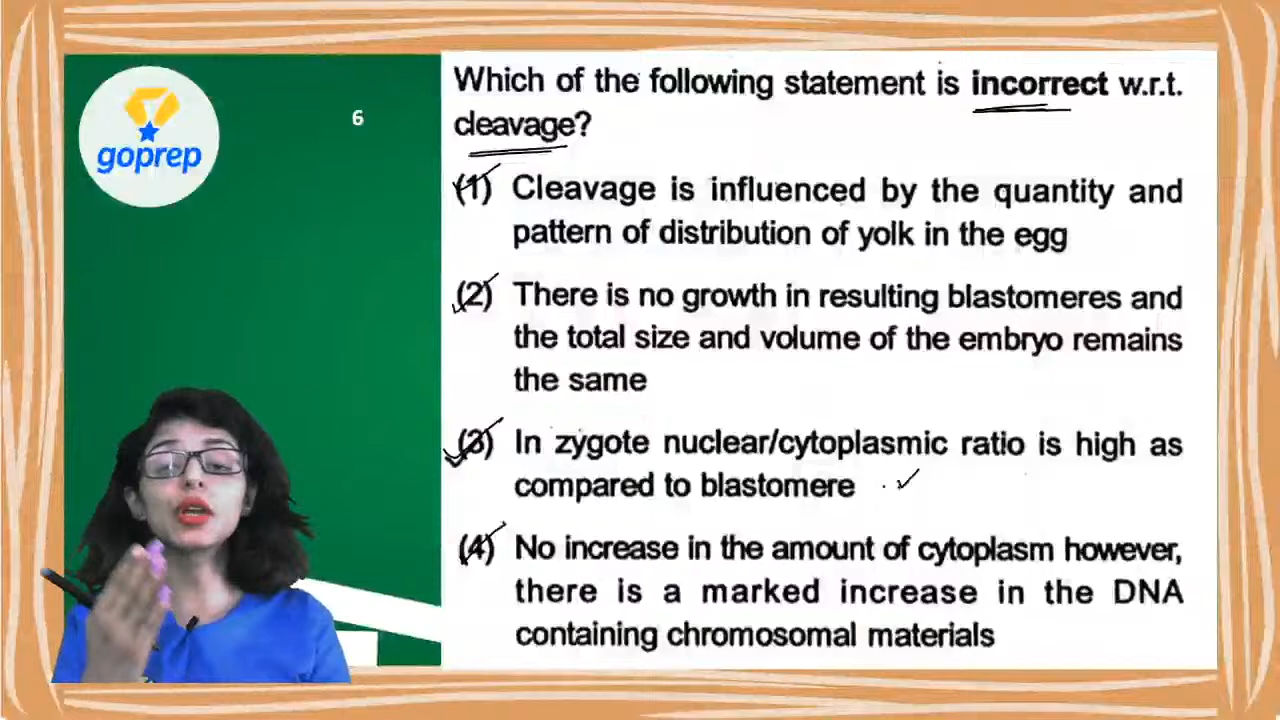 goprep
6
Which of the following statement is incorrect w.r.t.
cleavage?
(1) Cleavage is influenced by the quantity and
pattern of distribution of yolk in the egg
(2) There is no growth in resulting blastomeres and
the total size and volume of the embryo remains
the same
(3) In zygote nuclear/cytoplasmic ratio is high as
compared to blastomere
(4) No increase in the amount of cytoplasm however,
there is a marked increase in the DNA
containing chromosomal materials